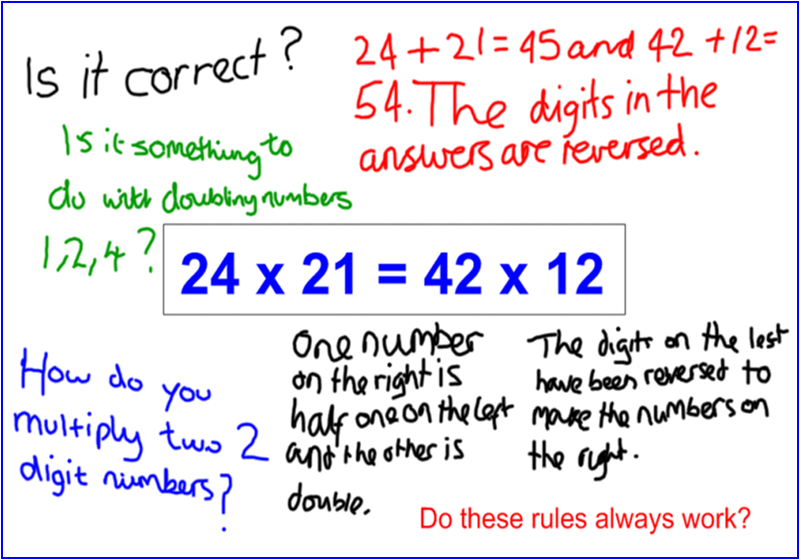 Is it correct?
24 + 21 = 45 and 42 + 12 =
54. The digits in the
answers are reversed.
Is it something to
do with doubling numbers
1, 2, 4 ?
24 x 21 = 42 x 12
How do you
multiply two 2
digit numbers?
One number
on the right is
half one on the left
and the other is
double.
The digits on the left
have been reversed to
make the numbers on
the right.
Do these rules always work?